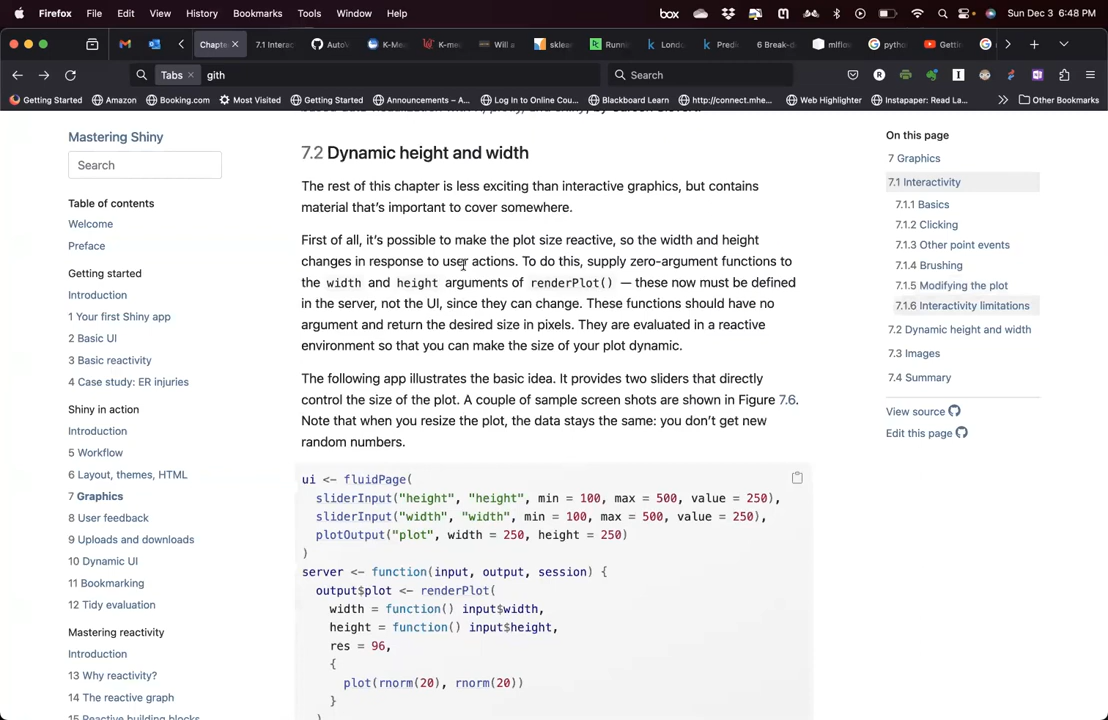 Firefox File Edit View History Bookmarks Tools Window Help box Sun Dec 3 6:48 PM
Chapte 7.1 Interac AutoV K-Me K-me Will a sklea Runni Londo Predi 6 Break-d mlflow python Getti
Tabs gith Search
Getting Started Amazon Booking.com Most Visited Getting Started Announcements – A... Log In to Online Cou... Blackboard Learn http://connect.mhe... Web Highlighter Instapaper: Read La... Other Bookmarks
Mastering Shiny
Search
Table of contents
Welcome
Preface
Getting started
Introduction
1 Your first Shiny app
2 Basic UI
3 Basic reactivity
4 Case study: ER injuries
Shiny in action
Introduction
5 Workflow
6 Layout, themes, HTML
7 Graphics
8 User feedback
9 Uploads and downloads
10 Dynamic UI
11 Bookmarking
12 Tidy evaluation
Mastering reactivity
Introduction
13 Why reactivity?
14 The reactive graph
15 Reactive building blocks
7.2 Dynamic height and width
The rest of this chapter is less exciting than interactive graphics, but contains
material that's important to cover somewhere.
First of all, it's possible to make the plot size reactive, so the width and height
changes in response to user actions. To do this, supply zero-argument functions to
the width and height arguments of renderPlot() — these now must be defined
in the server, not the UI, since they can change. These functions should have no
argument and return the desired size in pixels. They are evaluated in a reactive
environment so that you can make the size of your plot dynamic.
The following app illustrates the basic idea. It provides two sliders that directly
control the size of the plot. A couple of sample screen shots are shown in Figure 7.6.
Note that when you resize the plot, the data stays the same: you don't get new
random numbers.
ui <- fluidPage(
sliderInput("height", "height", min = 100, max = 500, value = 250),
sliderInput("width", "width", min = 100, max = 500, value = 250),
plotOutput("plot", width = 250, height = 250)
)
server <- function(input, output, session) {
output$plot <- renderPlot(
width = function() input$width,
height = function() input$height,
res = 96,
{
plot(rnorm(20), rnorm(20))
}
)
On this page
7 Graphics
7.1 Interactivity
7.1.1 Basics
7.1.2 Clicking
7.1.3 Other point events
7.1.4 Brushing
7.1.5 Modifying the plot
7.1.6 Interactivity limitations
7.2 Dynamic height and width
7.3 Images
7.4 Summary
View source
Edit this page